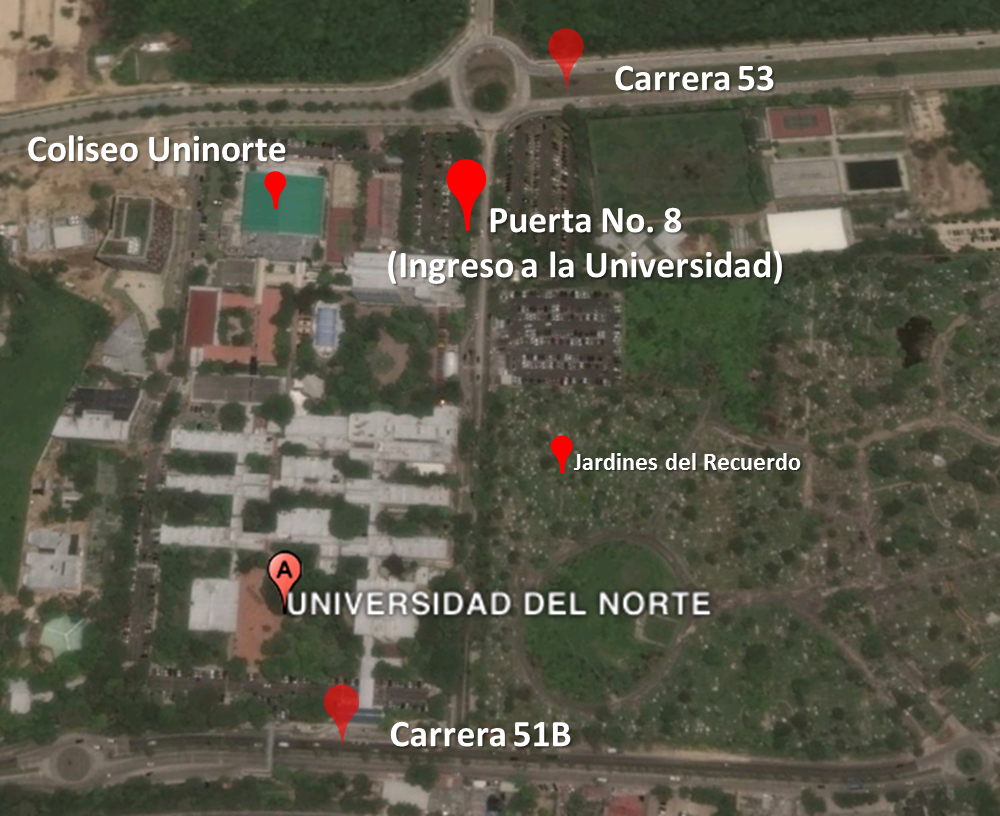 Carrera 53
Coliseo Uninorte
Puerta No. 8
(Ingreso a la Universidad)
Jardines del Recuerdo
A
UNIVERSIDAD DEL NORTE
Carrera 51B